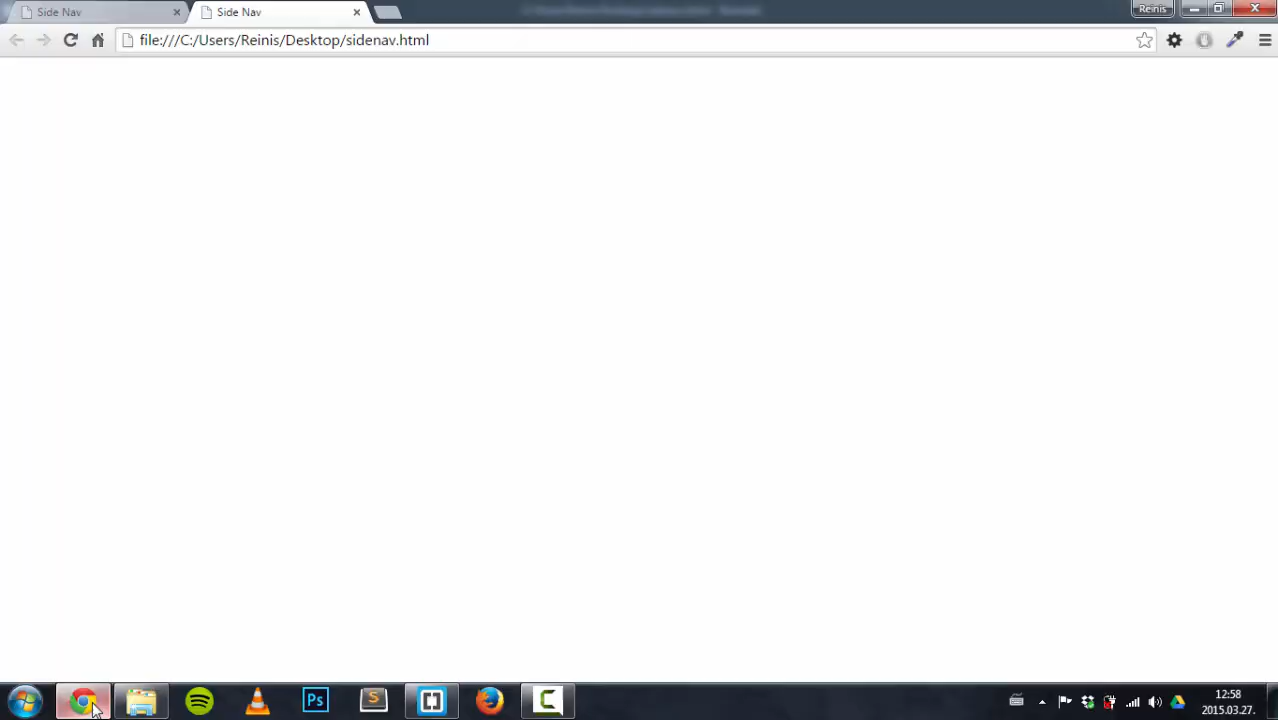 Side Nav
Side Nav
Reinis
file:///C:/Users/Reinis/Desktop/sidenav.html
Ps
S
C
12:58
2015.03.27.